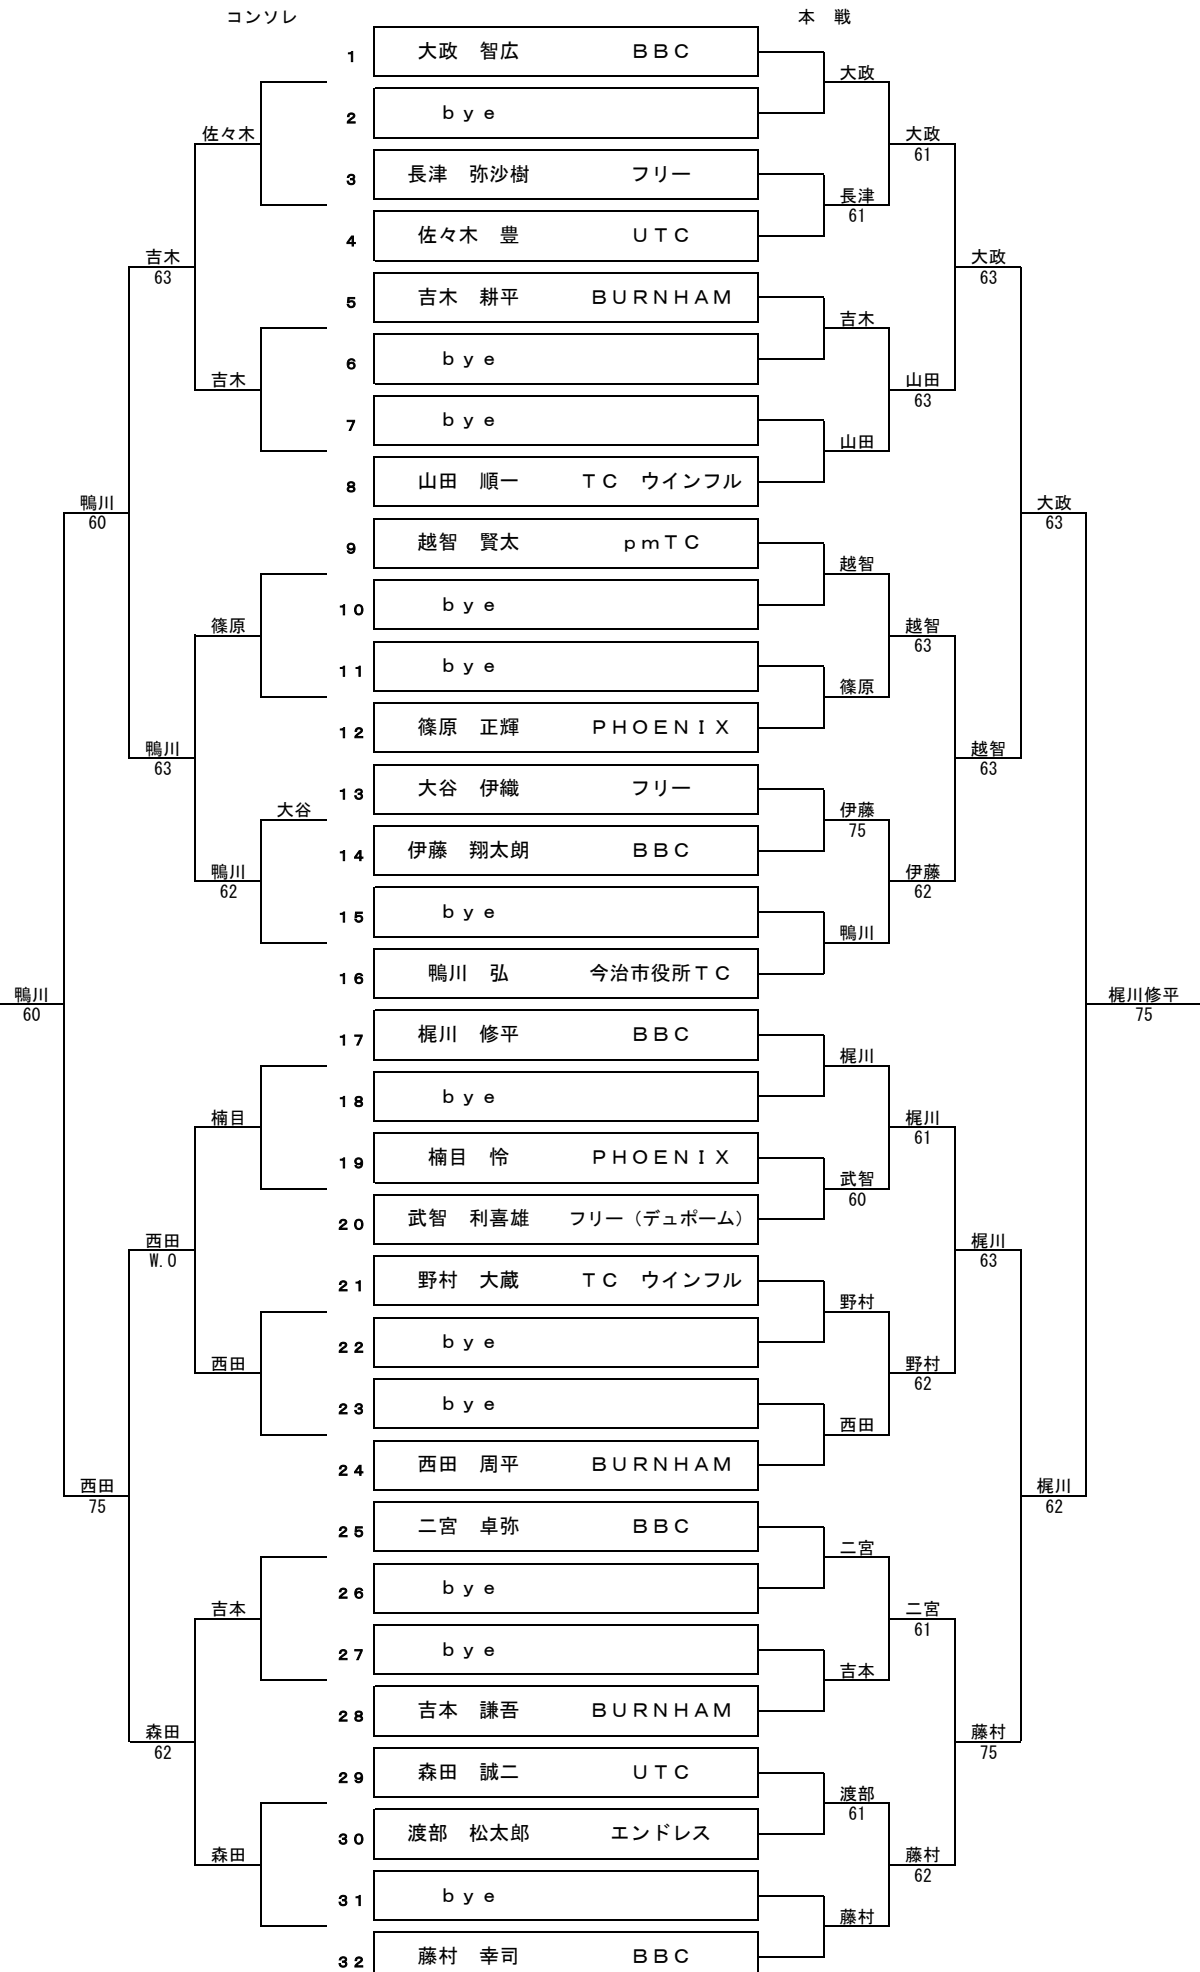 コンソレ 本　戦
1 大政　智広 ＢＢＣ
大政
2 ｂｙｅ
佐々木 大政
61
3 長津　弥沙樹 フリー
長津
61
4 佐々木　豊 ＵＴＣ
吉木 大政
63 63
5 吉木　耕平 ＢＵＲＮＨＡＭ
吉木
6 ｂｙｅ
吉木 山田
63
7 ｂｙｅ
山田
8 山田　順一 ＴＣ　ウインフル
鴨川 大政
60 63
9 越智　賢太 ｐｍＴＣ
越智
10 ｂｙｅ
篠原 越智
63
11 ｂｙｅ
篠原
12 篠原　正輝 ＰＨＯＥＮＩＸ
鴨川 越智
63 63
13 大谷　伊織 フリー
大谷 伊藤
75
14 伊藤　翔太朗 ＢＢＣ
鴨川 伊藤
62 62
15 ｂｙｅ
鴨川
16 鴨川　弘 今治市役所ＴＣ
鴨川 梶川修平
60 75
17 梶川　修平 ＢＢＣ
梶川
18 ｂｙｅ
楠目 梶川
61
19 楠目　怜 ＰＨＯＥＮＩＸ
武智
60
20 武智　利喜雄 フリー（デュポーム）
西田 梶川
W.O 63
21 野村　大蔵 ＴＣ　ウインフル
野村
22 ｂｙｅ
西田 野村
62
23 ｂｙｅ
西田
24 西田　周平 ＢＵＲＮＨＡＭ
西田 梶川
75 62
25 二宮　卓弥 ＢＢＣ
二宮
26 ｂｙｅ
吉本 二宮
61
27 ｂｙｅ
吉本
28 吉本　謙吾 ＢＵＲＮＨＡＭ
森田 藤村
62 75
29 森田　誠二 ＵＴＣ
渡部
61
30 渡部　松太郎 エンドレス
森田 藤村
62
31 ｂｙｅ
藤村
32 藤村　幸司 ＢＢＣ